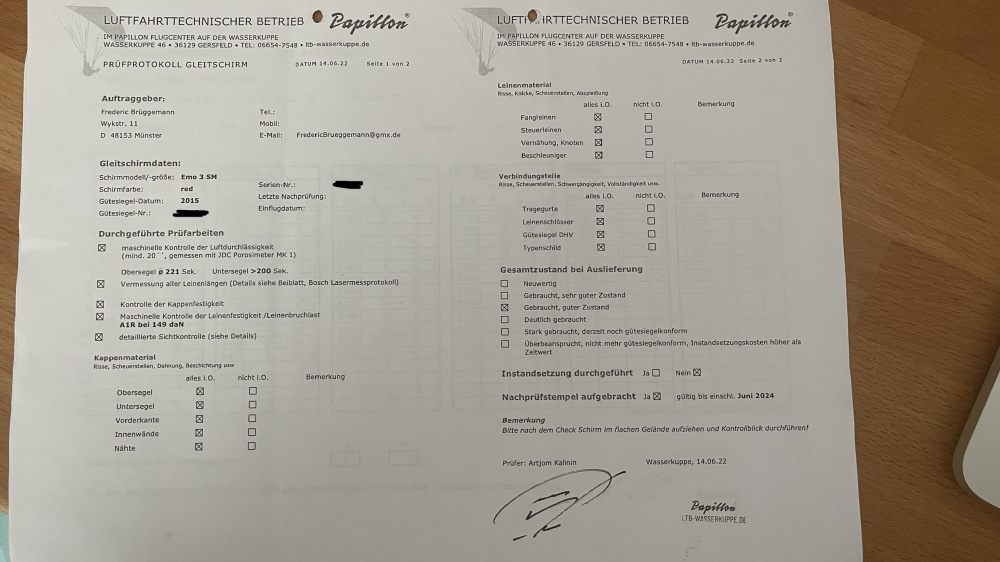 LUFTFAHRTTECHNISCHER BETRIEB Papillon®
IM PAPILLON FLUGCENTER AUF DER WASSERKUPPE
WASSERKUPPE 46 • 36129 GERSFELD • TEL: 06654-7548 • ltb-wasserkuppe.de
PRÜFPROTOKOLL GLEITSCHIRM DATUM 14.06.22 Seite 1 von 2
Auftraggeber:
Frederic Brüggemann Tel.:
Wykstr. 11 Mobil:
D 48153 Münster E-Mail: FredericBrueggemann@gmx.de
Gleitschirmdaten:
Schirmmodell/-größe: Emo 3 SM Serien-Nr.:
Schirmfarbe: red Letzte Nachprüfung:
Gütesiegel-Datum: 2015 Einflugdatum:
Gütesiegel-Nr.:
Durchgeführte Prüfarbeiten
☒ maschinelle Kontrolle der Luftdurchlässigkeit
(mind. 20´´, gemessen mit JDC Porosimeter MK 1)
Obersegel ø 221 Sek. Untersegel >200 Sek.
☒ Vermessung aller Leinenlängen (Details siehe Beiblatt, Bosch Lasermessprotokoll)
☒ Kontrolle der Kappenfestigkeit
☒ Maschinelle Kontrolle der Leinenfestigkeit /Leinenbruchlast
A1R bei 149 daN
☒ detaillierte Sichtkontrolle (siehe Details)
Kappenmaterial
Risse, Scheuerstellen, Dehnung, Beschichtung usw
alles i.O. nicht i.O. Bemerkung
Obersegel ☒ ☐
Untersegel ☒ ☐
Vorderkante ☒ ☐
Innenwände ☒ ☐
Nähte ☒ ☐
LUFTF HRTTECHNISCHER BETRIEB Papillon®
IM PAPILLON FLUGCENTER AUF DER WASSERKUPPE
WASSERKUPPE 46 • 36129 GERSFELD • TEL: 06654-7548 • ltb-wasserkuppe.de
DATUM 14.06.22 Seite 2 von 2
Leinenmaterial
Risse, Knicke, Scheuerstellen, Abspleißung
alles i.O. nicht i.O. Bemerkung
Fangleinen ☒ ☐
Steuerleinen ☒ ☐
Vernähung, Knoten ☒ ☐
Beschleuniger ☒ ☐
Verbindungsteile
Risse, Scheuerstellen, Schwergängigkeit, Vollständigkeit usw.
alles i.O. nicht i.O. Bemerkung
Tragegurte ☒ ☐
Leinenschlösser ☒ ☐
Gütesiegel DHV ☒ ☐
Typenschild ☒ ☐
Gesamtzustand bei Auslieferung
☐ Neuwertig
☐ Gebraucht, sehr guter Zustand
☒ Gebraucht, guter Zustand
☐ Deutlich gebraucht
☐ Stark gebraucht, derzeit noch gütesiegelkonform
☐ Überbeansprucht, nicht mehr gütesiegelkonform, Instandsetzungskosten höher als
Zeitwert
Instandsetzung durchgeführt Ja ☐ Nein ☒
Nachprüfstempel aufgebracht Ja ☒ gültig bis einschl. Juni 2024
Bemerkung
Bitte nach dem Check Schirm im flachen Gelände aufziehen und Kontrollblick durchführen!
Prüfer: Artjom Kalinin Wasserkuppe, 14.06.22
Papillon
LTB-WASSERKUPPE.DE